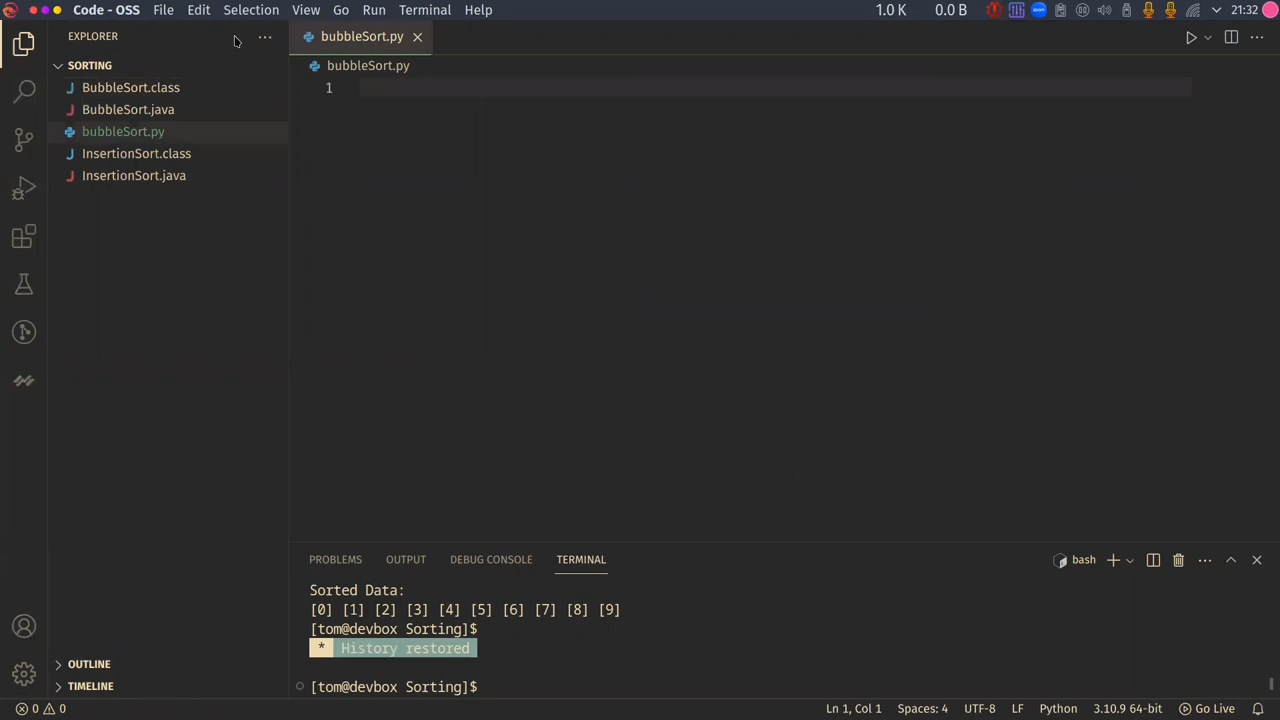 Code - OSS File Edit Selection View Go Run Terminal Help 1.0 K 0.0 B 21:32
EXPLORER ...
bubbleSort.py
SORTING
bubbleSort.py
BubbleSort.class
1
BubbleSort.java
bubbleSort.py
InsertionSort.class
InsertionSort.java
PROBLEMS OUTPUT DEBUG CONSOLE TERMINAL bash
Sorted Data:
[0] [1] [2] [3] [4] [5] [6] [7] [8] [9]
[tom@devbox Sorting]$
* History restored
[tom@devbox Sorting]$
OUTLINE
TIMELINE
0 0 Ln 1, Col 1 Spaces: 4 UTF-8 LF Python 3.10.9 64-bit Go Live